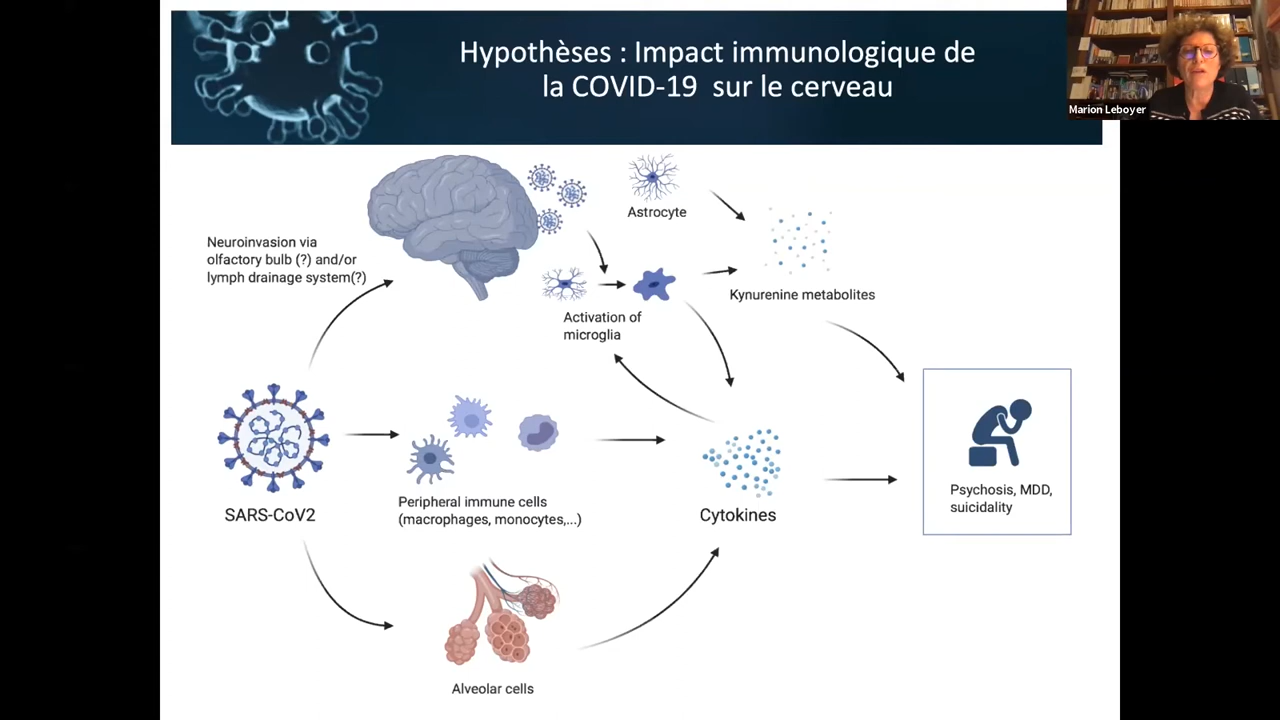 Hypothèses : Impact immunologique de
la COVID-19 sur le cerveau
Marion Leboyer
Astrocyte
Neuroinvasion via
olfactory bulb (?) and/or
lymph drainage system(?)
Kynurenine metabolites
Activation of
microglia
Psychosis, MDD,
suicidality
Peripheral immune cells
(macrophages, monocytes,...)
SARS-CoV2
Cytokines
Alveolar cells